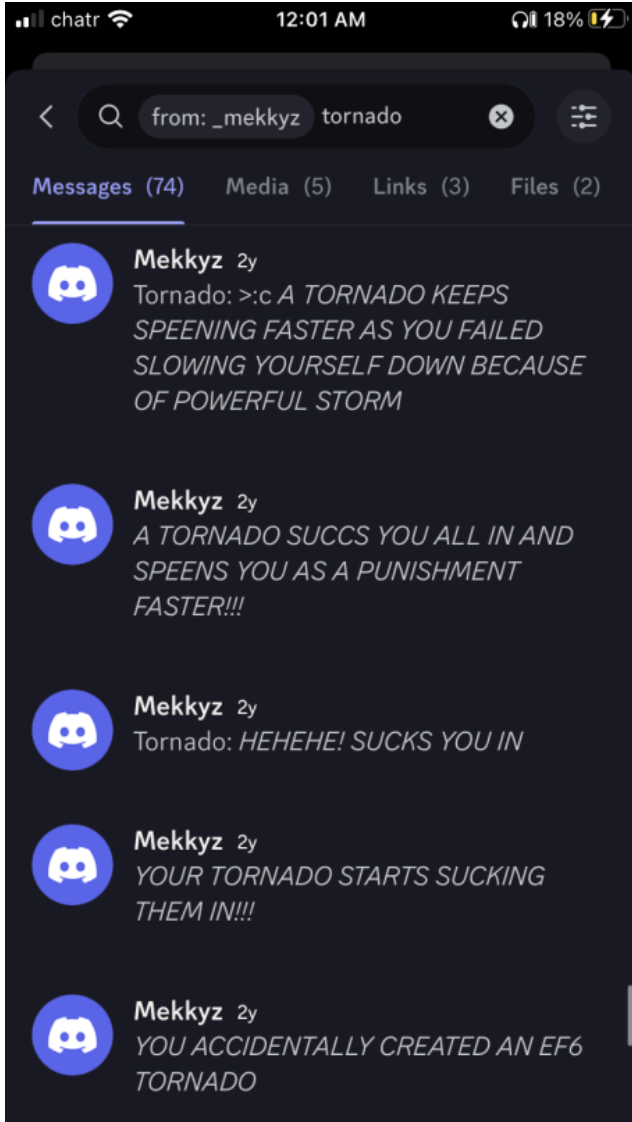 chatr 12:01 AM 18%
from: _mekkyz tornado
Messages (74) Media (5) Links (3) Files (2)
Mekkyz 2y
Tornado: >:c A TORNADO KEEPS
SPEENING FASTER AS YOU FAILED
SLOWING YOURSELF DOWN BECAUSE
OF POWERFUL STORM
Mekkyz 2y
A TORNADO SUCCS YOU ALL IN AND
SPEENS YOU AS A PUNISHMENT
FASTER!!!
Mekkyz 2y
Tornado: HEHEHE! SUCKS YOU IN
Mekkyz 2y
YOUR TORNADO STARTS SUCKING
THEM IN!!!
Mekkyz 2y
YOU ACCIDENTALLY CREATED AN EF6
TORNADO